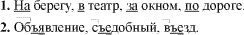 1. На берегу, в театр, за окном, по дороге.
2. Объявление, съедобный, въезд.